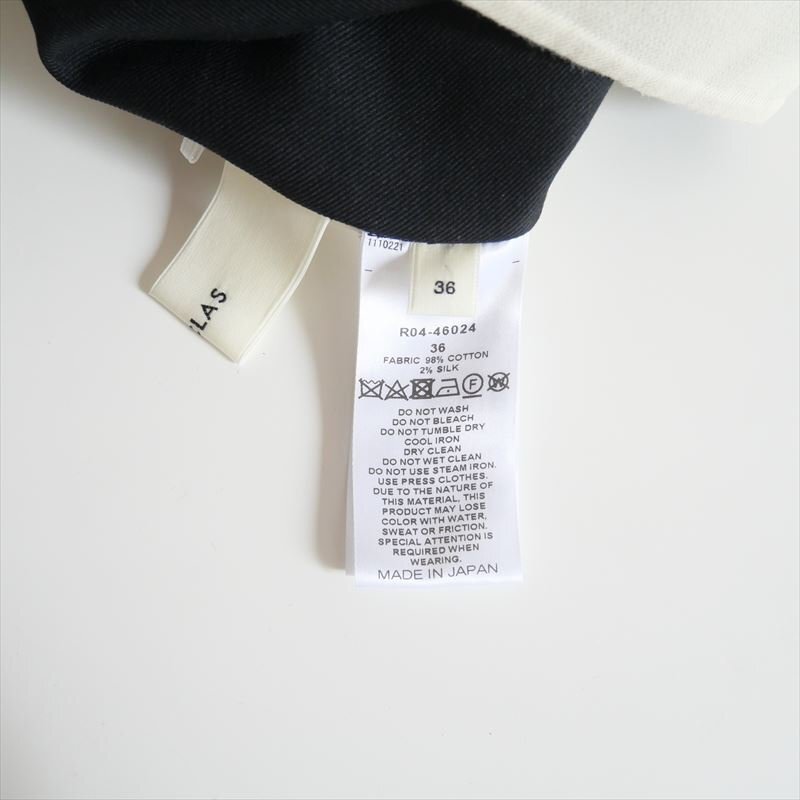 1110221
36
R04-46024
36
FABRIC 98% COTTON
2% SILK
DO NOT WASH
DO NOT BLEACH
DO NOT TUMBLE DRY
COOL IRON
DRY CLEAN
DO NOT WET CLEAN
DO NOT USE STEAM IRON.
USE PRESS CLOTHES.
DUE TO THE NATURE OF
THIS MATERIAL, THIS
PRODUCT MAY LOSE
COLOR WITH WATER,
SWEAT OR FRICTION.
SPECIAL ATTENTION IS
REQUIRED WHEN
WEARING.
MADE IN JAPAN